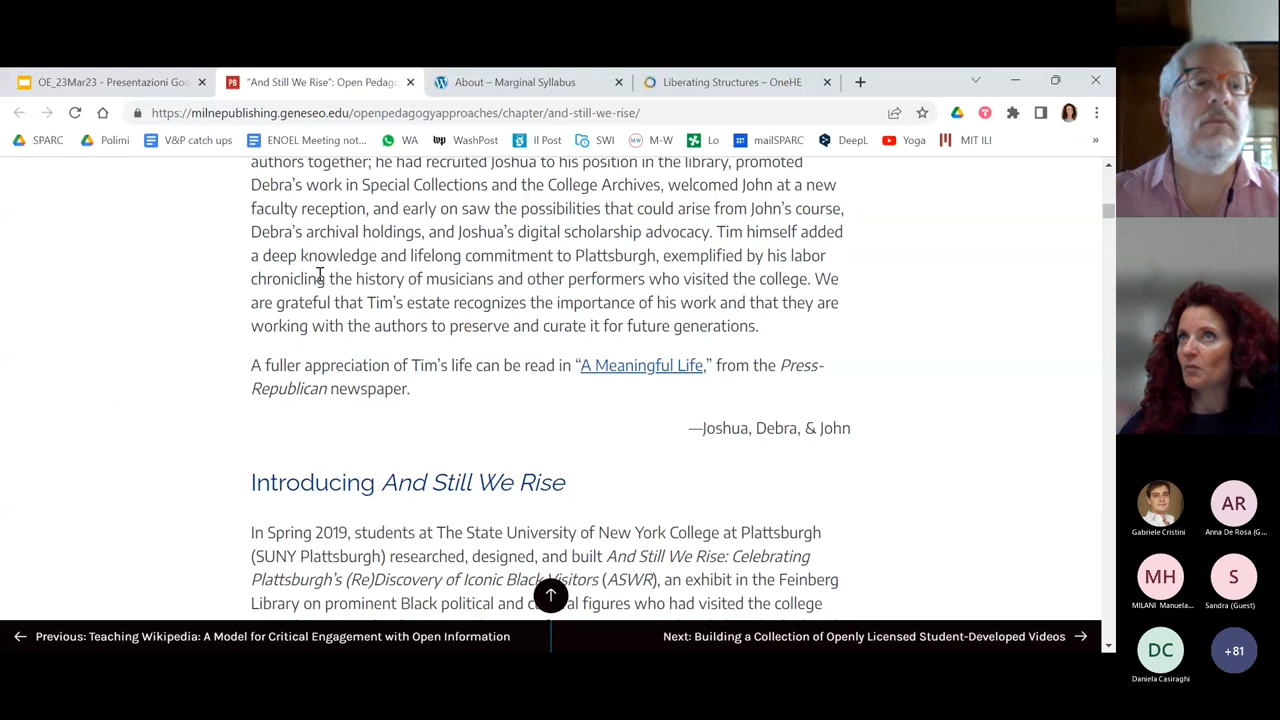 OE_23Mar23 - Presentazioni Goo
"And Still We Rise": Open Pedago
About – Marginal Syllabus
Liberating Structures – OneHE
https://milnepublishing.geneseo.edu/openpedagogyapproaches/chapter/and-still-we-rise/
SPARC
Polimi
V&P catch ups
ENOEL Meeting not...
WA
WashPost
Il Post
SWI
M-W
Lo
mailSPARC
DeepL
Yoga
MIT ILI
»
authors together; he had recruited Joshua to his position in the library, promoted
Debra's work in Special Collections and the College Archives, welcomed John at a new
faculty reception, and early on saw the possibilities that could arise from John's course,
Debra's archival holdings, and Joshua's digital scholarship advocacy. Tim himself added
a deep knowledge and lifelong commitment to Plattsburgh, exemplified by his labor
chronicling the history of musicians and other performers who visited the college. We
are grateful that Tim's estate recognizes the importance of his work and that they are
working with the authors to preserve and curate it for future generations.
A fuller appreciation of Tim's life can be read in "A Meaningful Life," from the Press-
Republican newspaper.
—Joshua, Debra, & John
Introducing And Still We Rise
In Spring 2019, students at The State University of New York College at Plattsburgh
(SUNY Plattsburgh) researched, designed, and built And Still We Rise: Celebrating
Plattsburgh's (Re)Discovery of Iconic Black Visitors (ASWR), an exhibit in the Feinberg
Library on prominent Black political and cultural figures who had visited the college
Previous: Teaching Wikipedia: A Model for Critical Engagement with Open Information
Next: Building a Collection of Openly Licensed Student-Developed Videos
Gabriele Cristini
AR
Anna De Rosa (G...
MH
MILANI Manuela...
S
Sandra (Guest)
DC
Daniela Casiraghi
+81